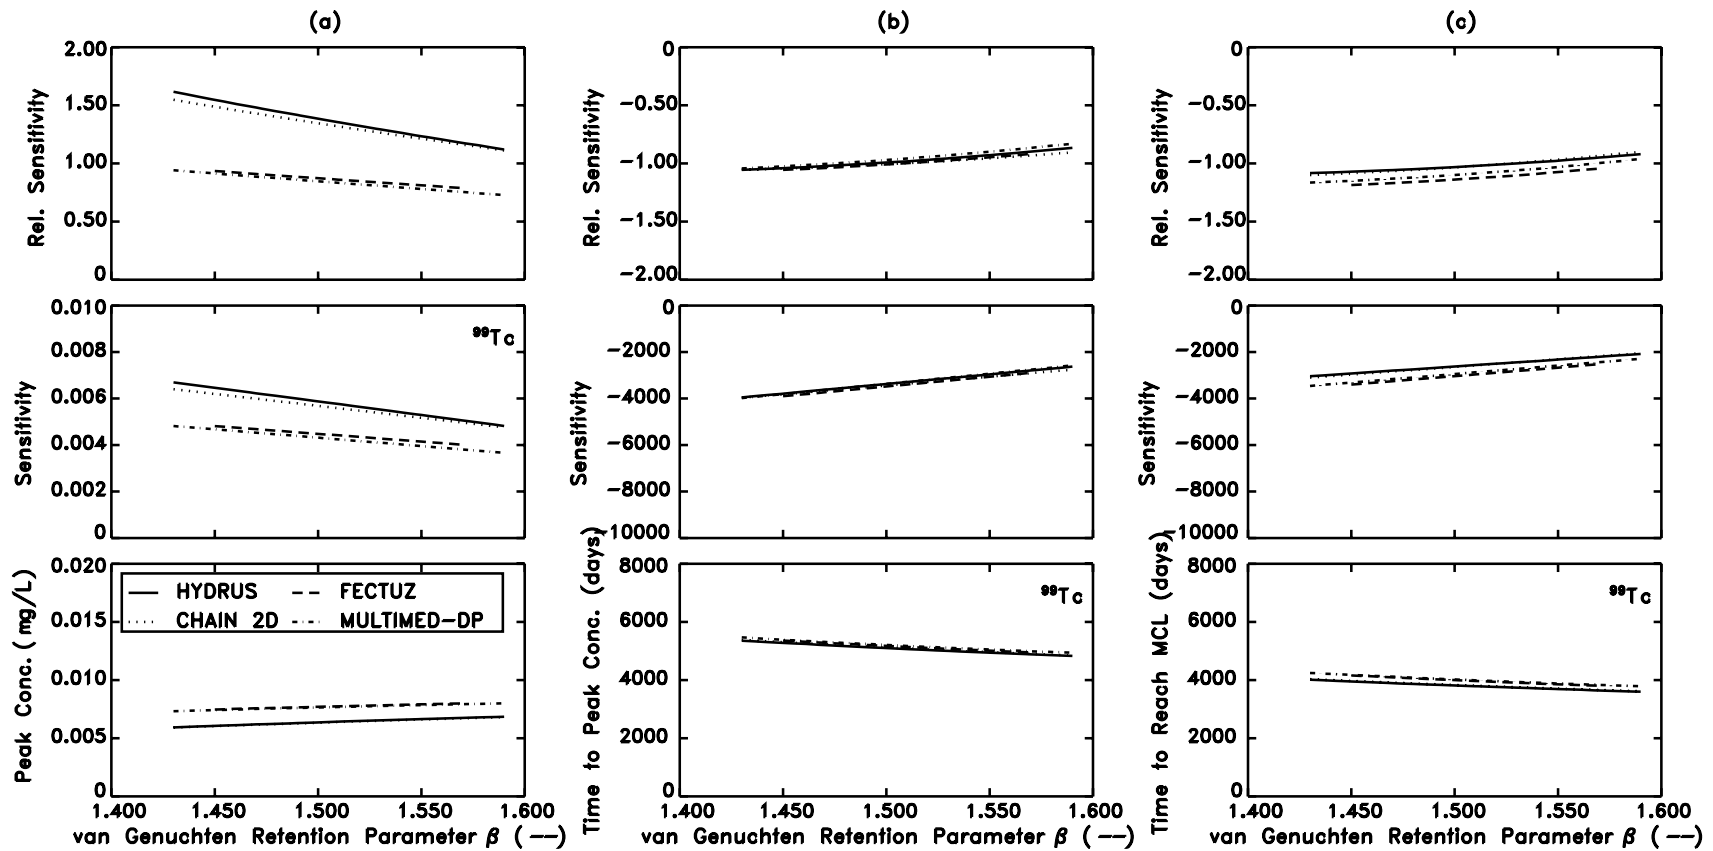 (a)
2.00
1.50
1.00
0.50
0
Rel. Sensitivity
(b)
0
−0.50
−1.00
−1.50
−2.00
Rel. Sensitivity
(c)
0
−0.50
−1.00
−1.50
−2.00
Rel. Sensitivity
0.010
0.008
0.006
0.004
0.002
0
Sensitivity
99Tc
0
−2000
−4000
−6000
−8000
−10000
Sensitivity
0
−2000
−4000
−6000
−8000
−10000
Sensitivity
0.020
0.015
0.010
0.005
0
Peak Conc. (mg/L)
HYDRUS
FECTUZ
CHAIN 2D
MULTIMED−DP
1.400 1.450 1.500 1.550 1.600
van Genuchten Retention Parameter β (−−)
8000
6000
4000
2000
0
Time to Peak Conc. (days)
99Tc
1.400 1.450 1.500 1.550 1.600
van Genuchten Retention Parameter β (−−)
8000
6000
4000
2000
0
Time to Reach MCL (days)
99Tc
1.400 1.450 1.500 1.550 1.600
van Genuchten Retention Parameter β (−−)